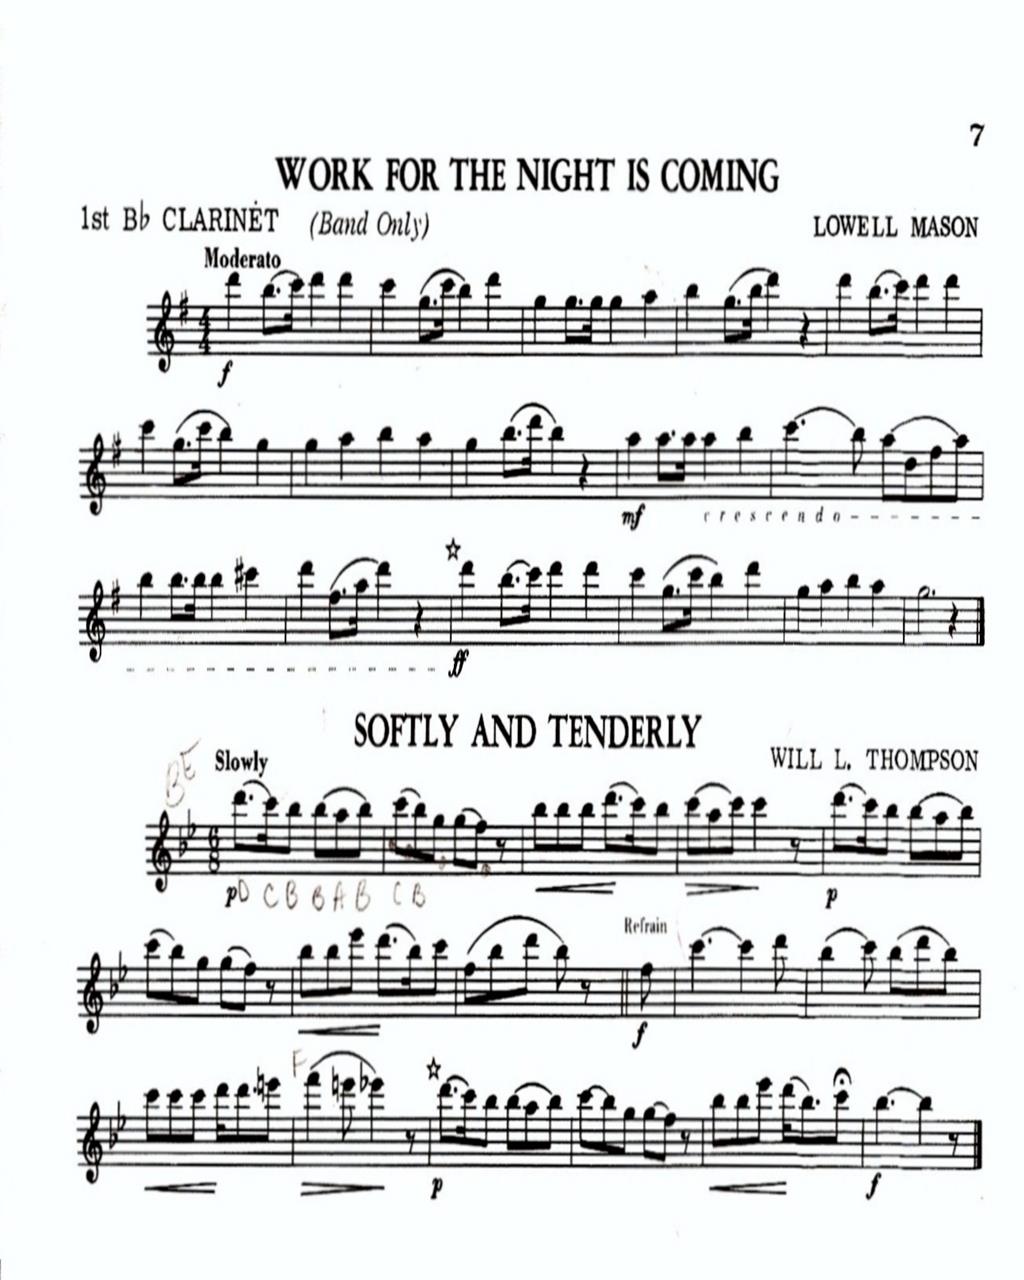 7
WORK FOR THE NIGHT IS COMING
1st B♭ CLARINET (Band Only) LOWELL MASON
Moderato
f
mf crescendo
ff
SOFTLY AND TENDERLY
BE Slowly WILL L. THOMPSON
p D C B B A B C B p
Refrain
f
F
p f